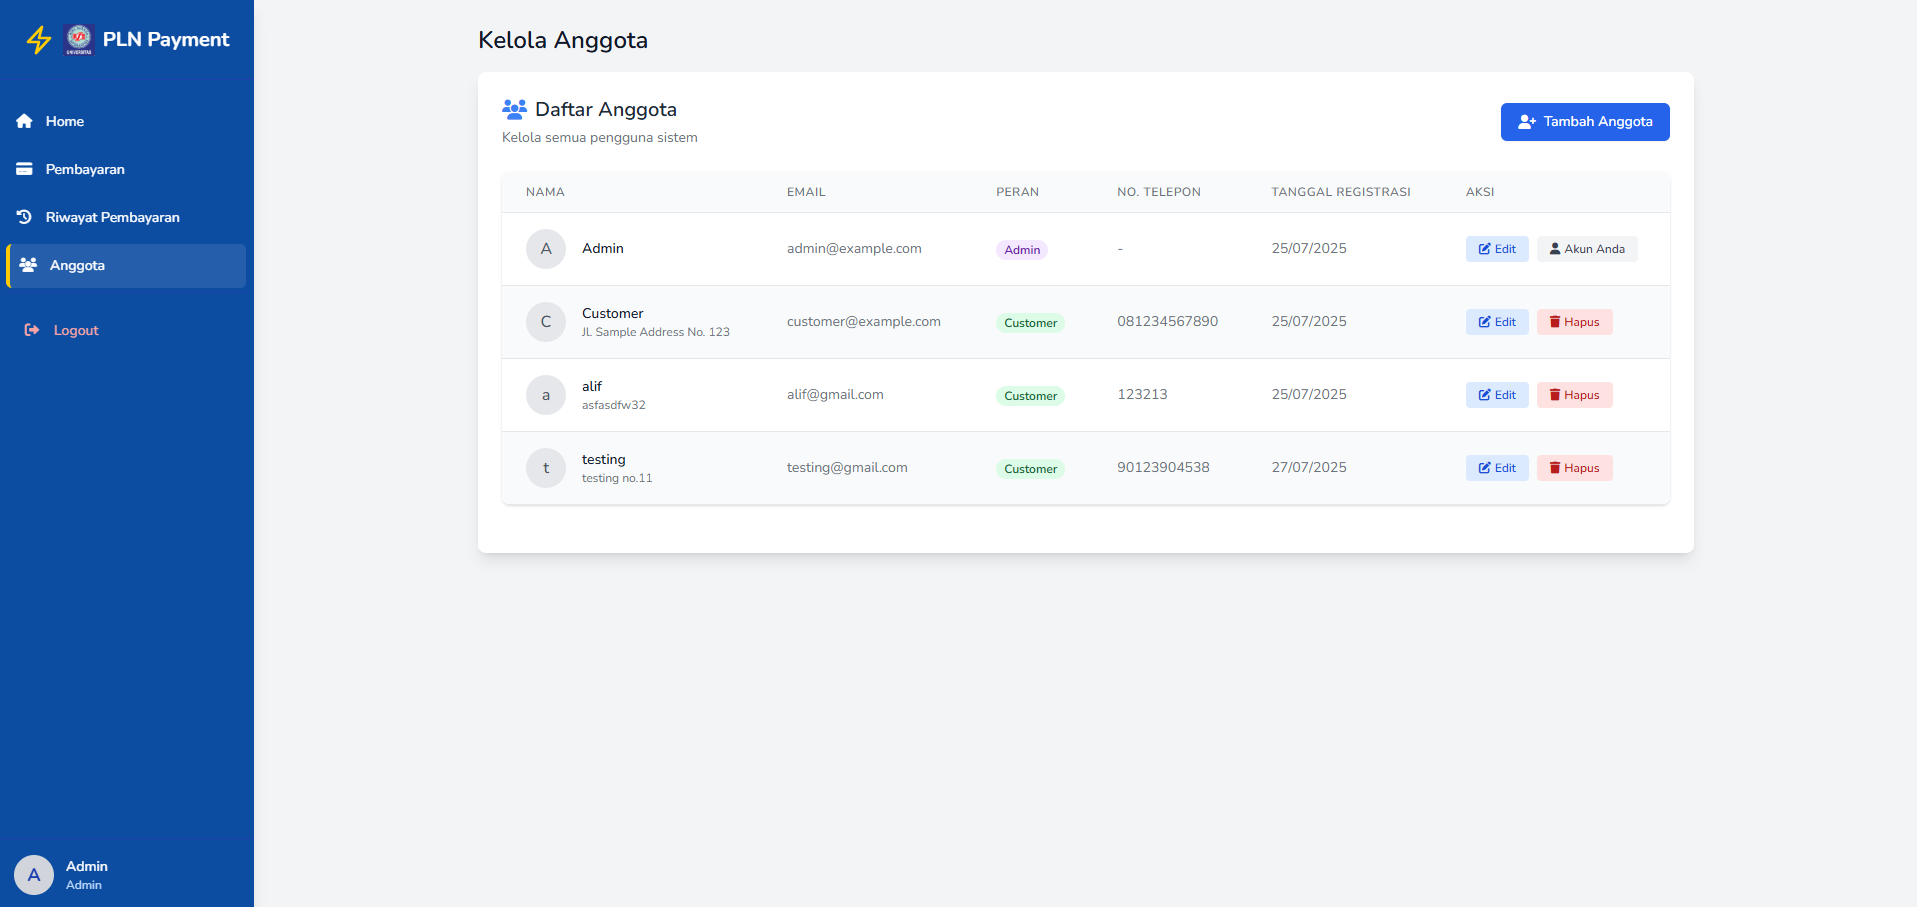 PLN Payment
Home
Pembayaran
Riwayat Pembayaran
Anggota
Logout
A
Admin
Admin
Kelola Anggota
Daftar Anggota
Kelola semua pengguna sistem
Tambah Anggota
NAMA EMAIL PERAN NO. TELEPON TANGGAL REGISTRASI AKSI
A Admin admin@example.com Admin - 25/07/2025 Edit Akun Anda
C Customer customer@example.com Customer 081234567890 25/07/2025 Edit Hapus
Jl. Sample Address No. 123
a alif alif@gmail.com Customer 123213 25/07/2025 Edit Hapus
asfasdfw32
t testing testing@gmail.com Customer 90123904538 27/07/2025 Edit Hapus
testing no.11